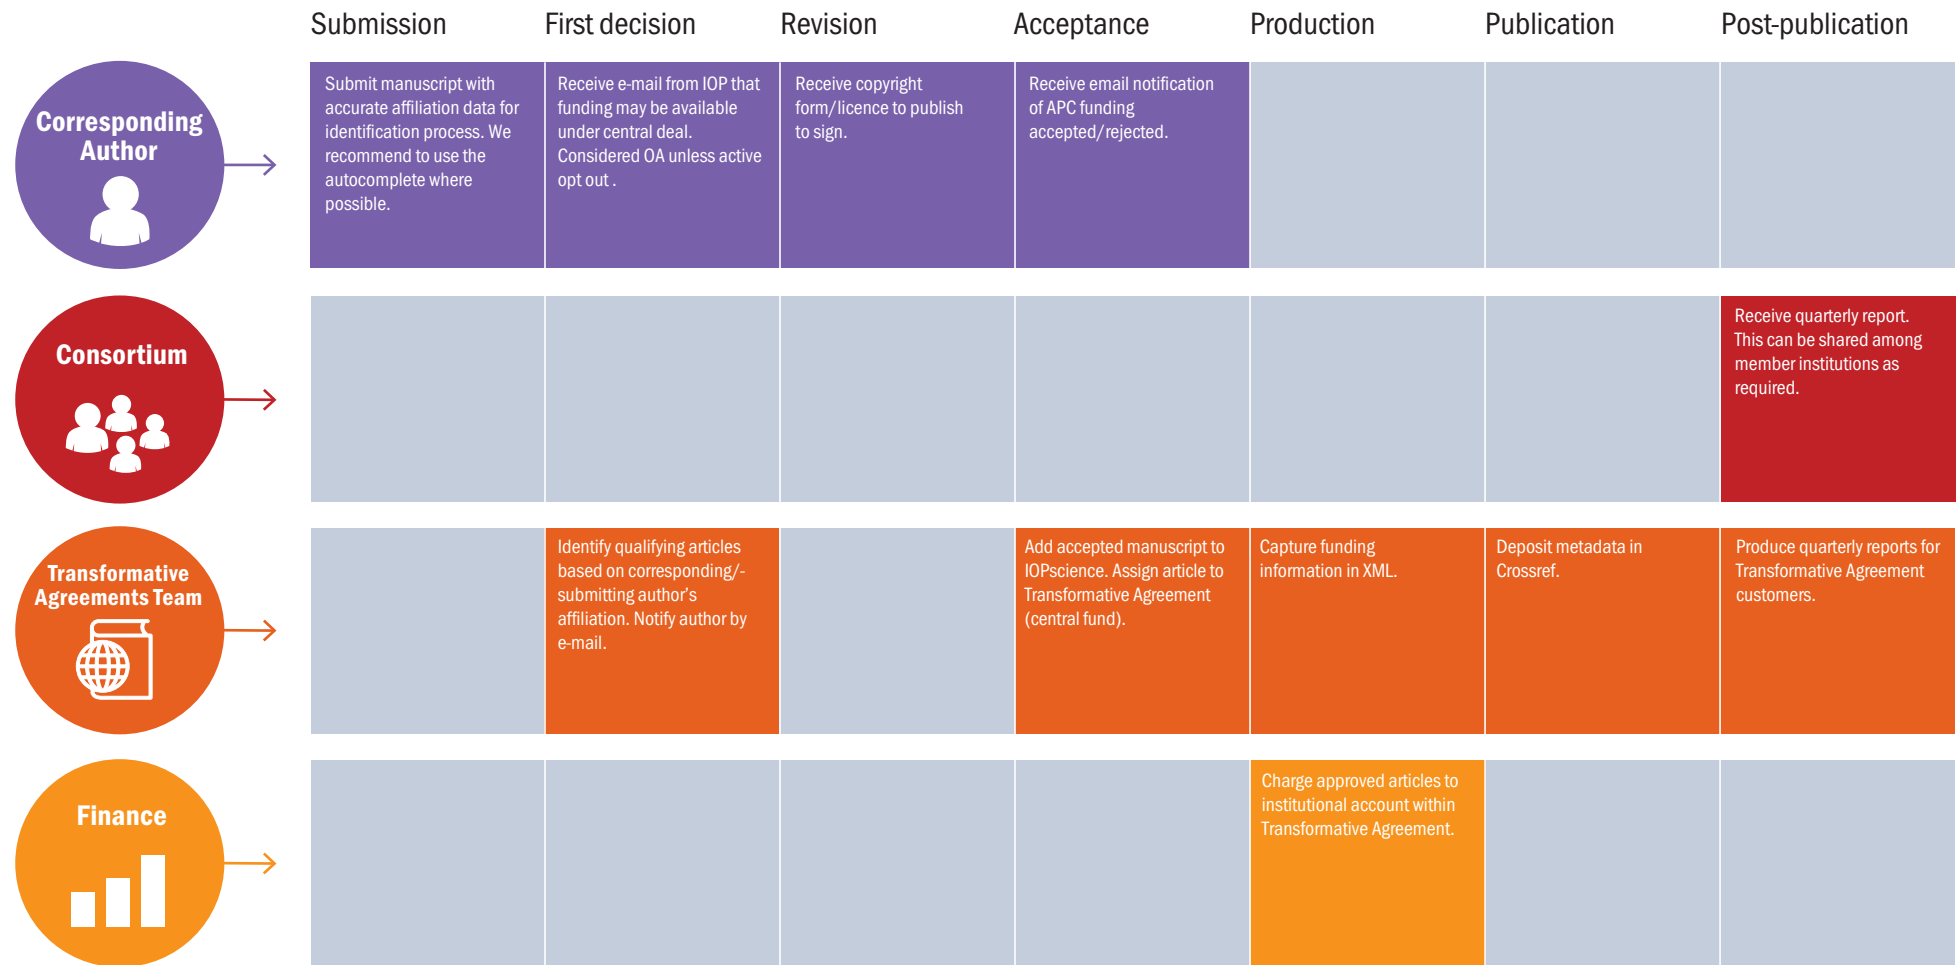 Submission
First decision
Revision
Acceptance
Production
Publication
Post-publication
Corresponding
Author
Submit manuscript with
accurate affiliation data for
identification process. We
recommend to use the
autocomplete where
possible.
Receive e-mail from IOP that
funding may be available
under central deal.
Considered OA unless active
opt out .
Receive copyright
form/licence to publish
to sign.
Receive email notification
of APC funding
accepted/rejected.
Consortium
Receive quarterly report.
This can be shared among
member institutions as
required.
Transformative
Agreements Team
Identify qualifying articles
based on corresponding/-
submitting author's
affiliation. Notify author by
e-mail.
Add accepted manuscript to
IOPscience. Assign article to
Transformative Agreement
(central fund).
Capture funding
information in XML.
Deposit metadata in
Crossref.
Produce quarterly reports for
Transformative Agreement
customers.
Finance
Charge approved articles to
institutional account within
Transformative Agreement.